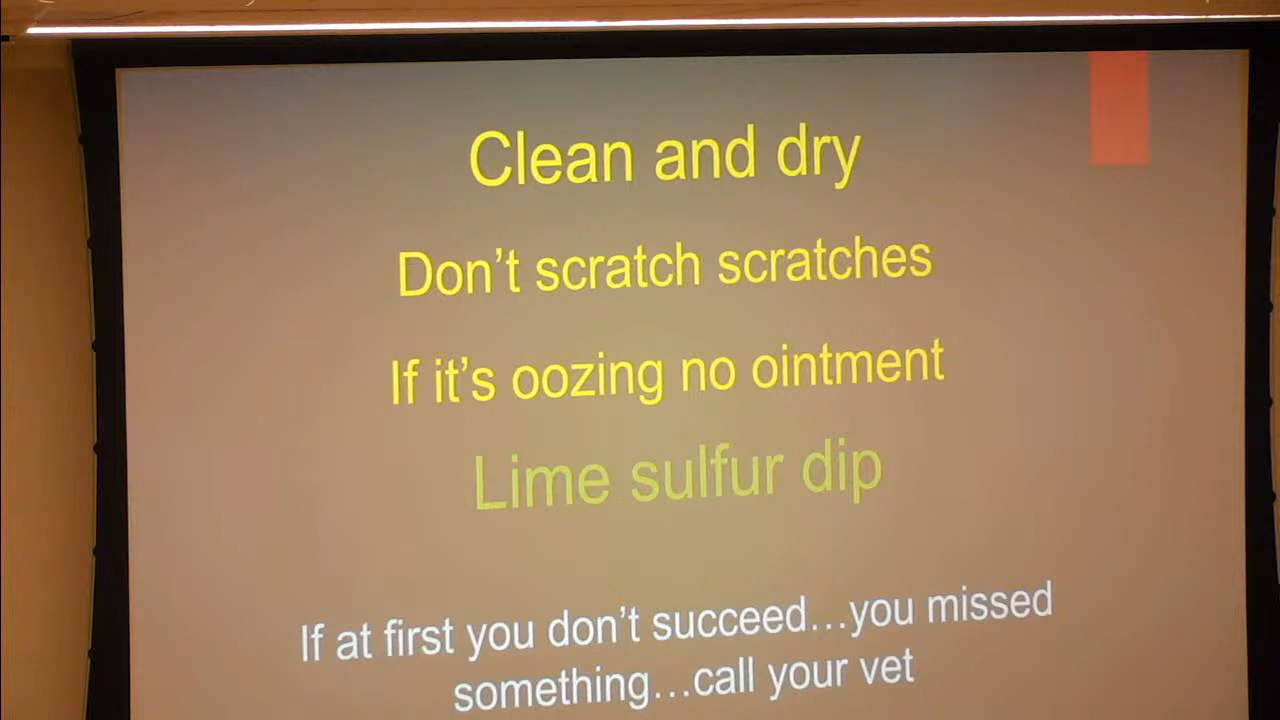 Clean and dry
Don't scratch scratches
If it's oozing no ointment
Lime sulfur dip
If at first you don't succeed...you missed
something...call your vet